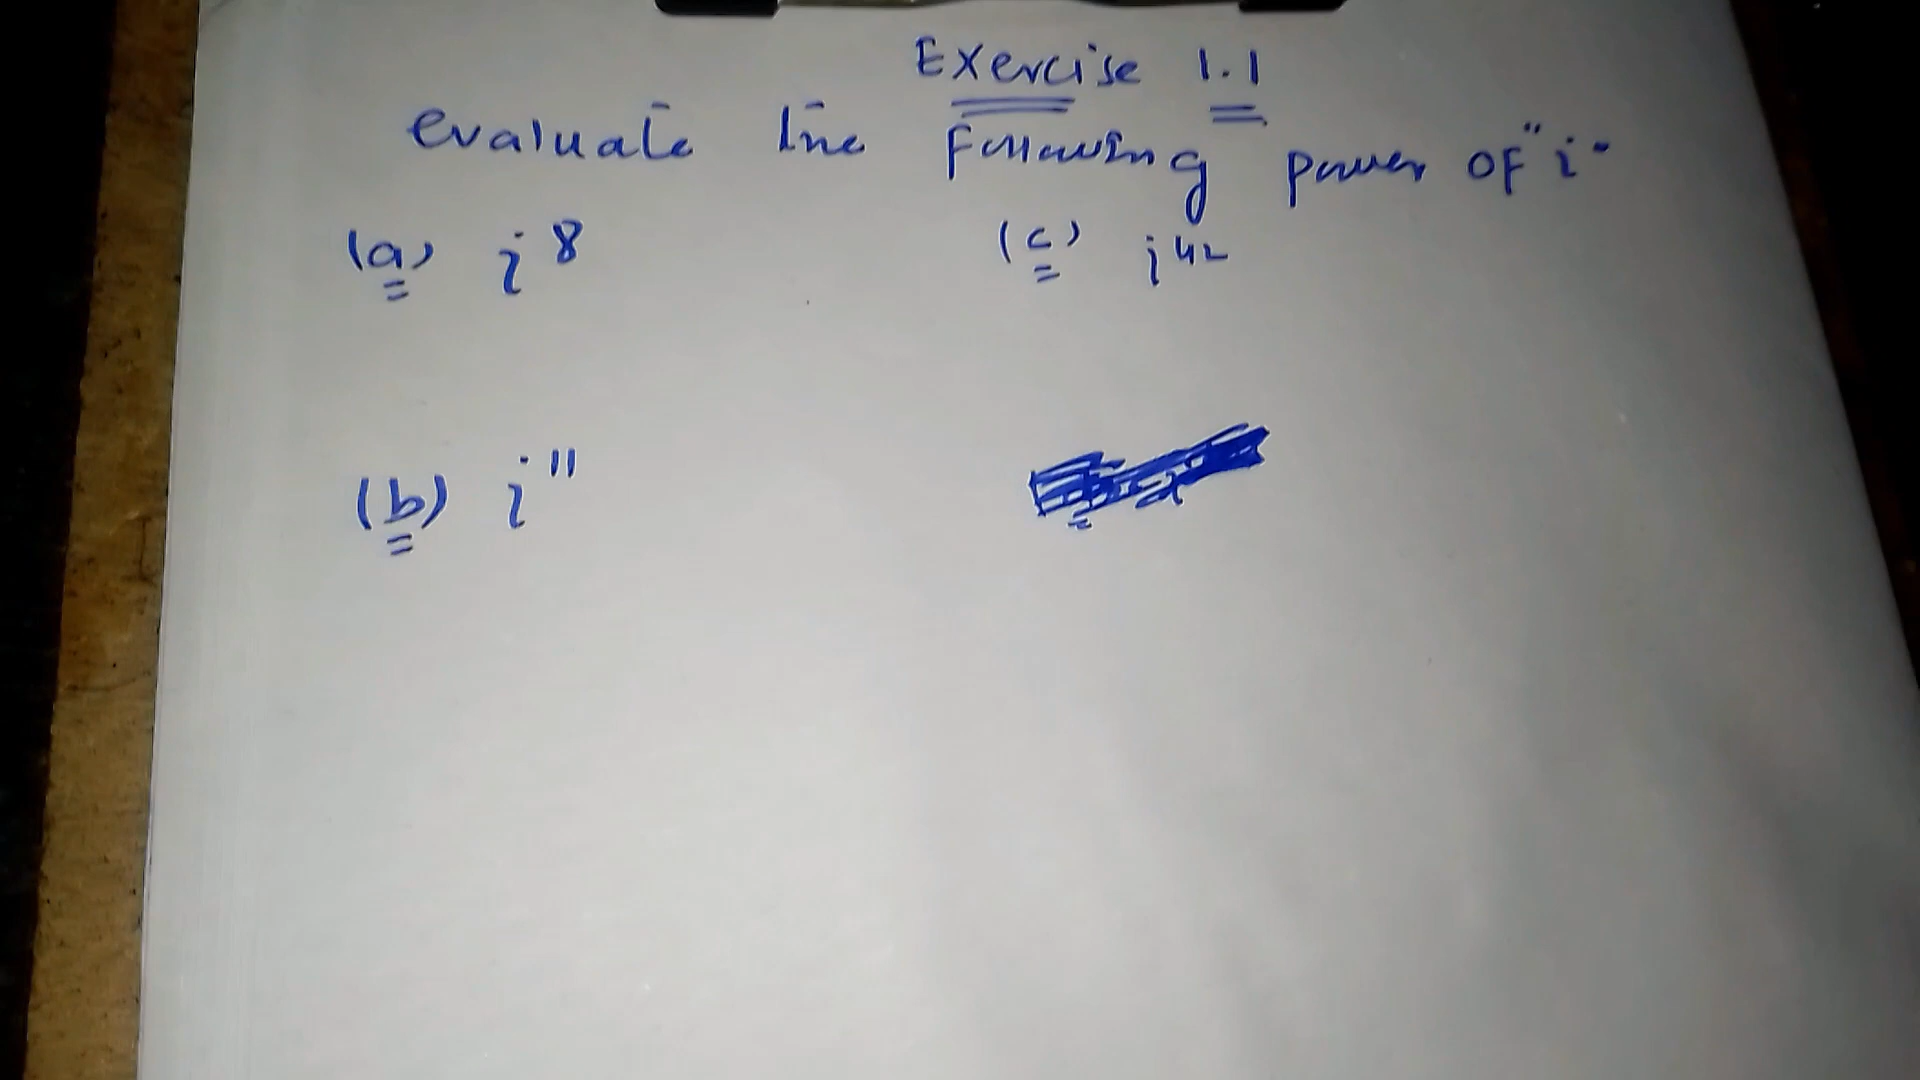 Exercise 1.1
evaluate the following power of "i"
(a) i⁸ (c) i⁴²
(b) i¹¹